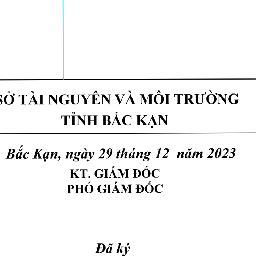 SỞ TÀI NGUYÊN VÀ MÔI TRƯỜNG
TỈNH BẮC KẠN
Bắc Kạn, ngày 29 tháng 12 năm 2023
KT. GIÁM ĐỐC
PHÓ GIÁM ĐỐC
Đã ký